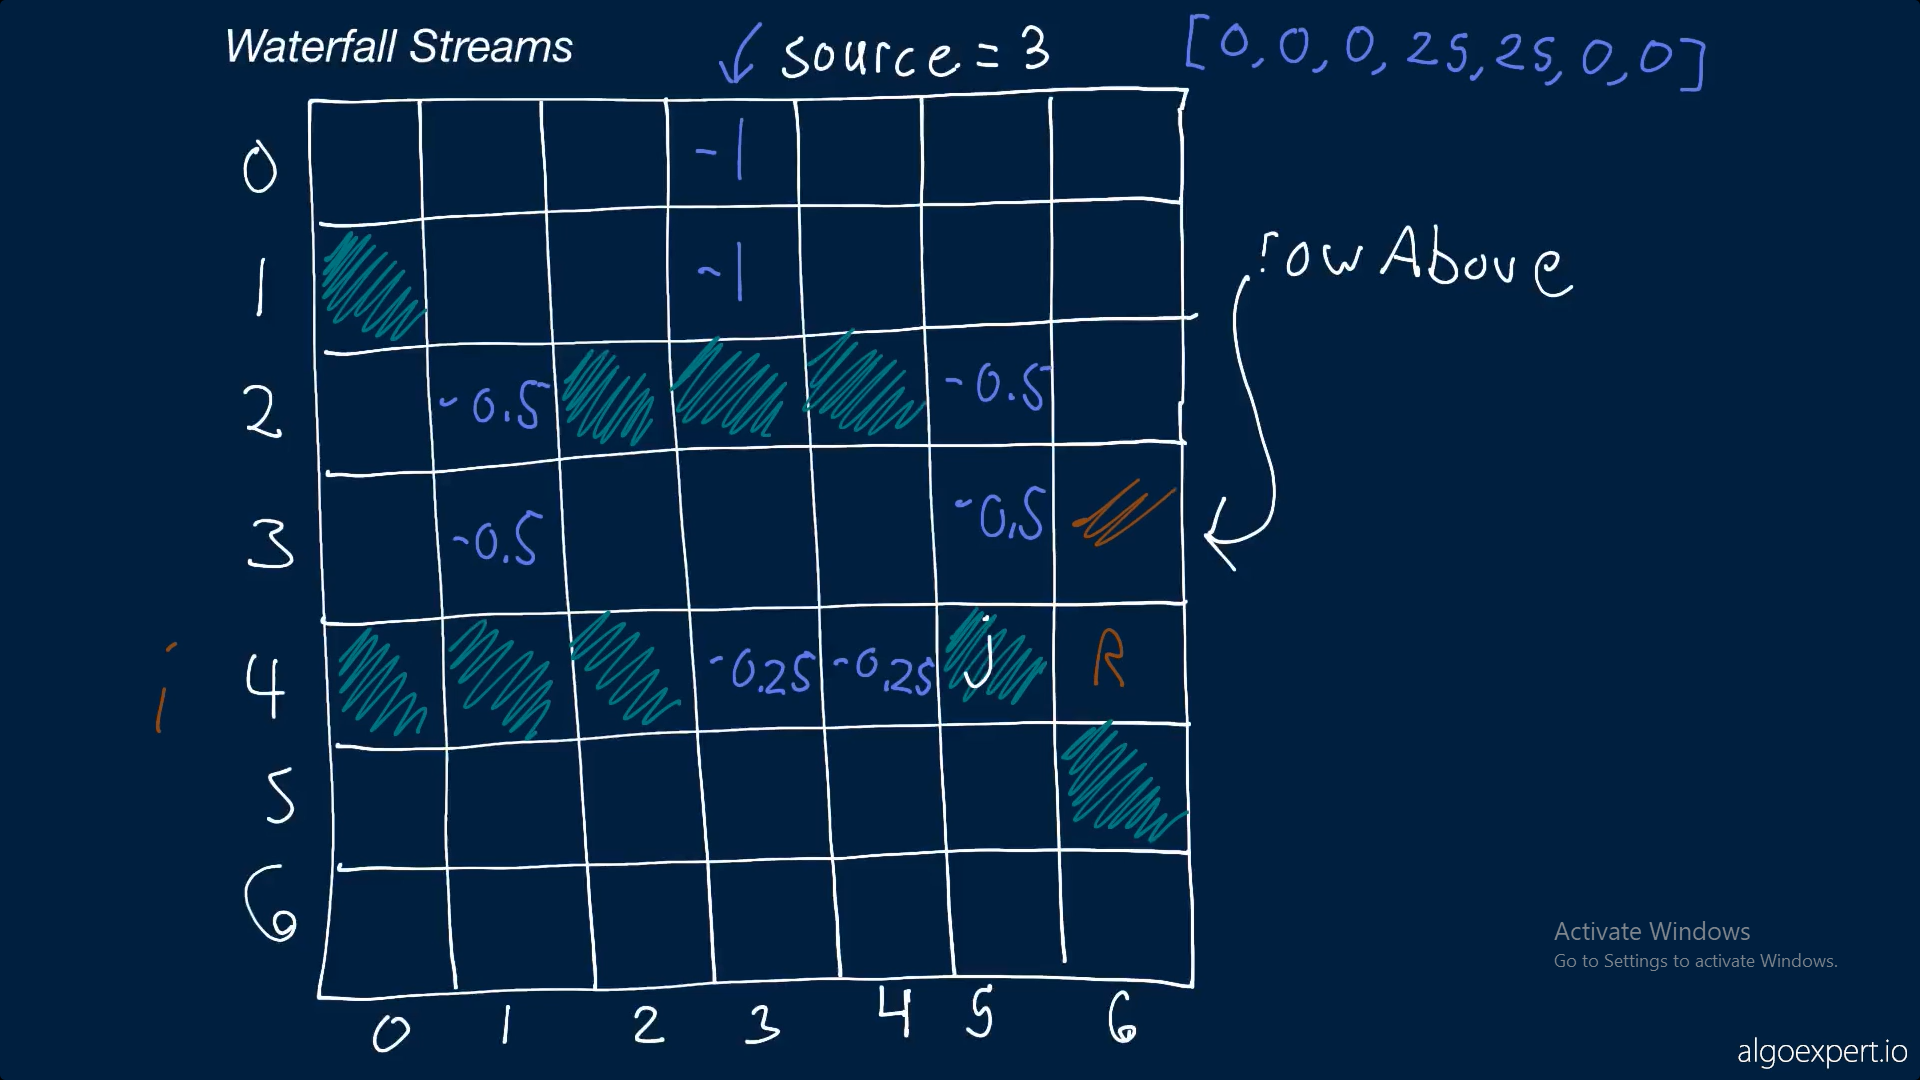 Waterfall Streams
source = 3
[0, 0, 0, 25, 25, 0, 0]
0 -1
1 -1
rowAbove
2 -0.5 -0.5
3 -0.5 -0.5
i 4 -0.25 -0.25 j R
5
6
0 1 2 3 4 5 6
Activate Windows
Go to Settings to activate Windows.
algoexpert.io